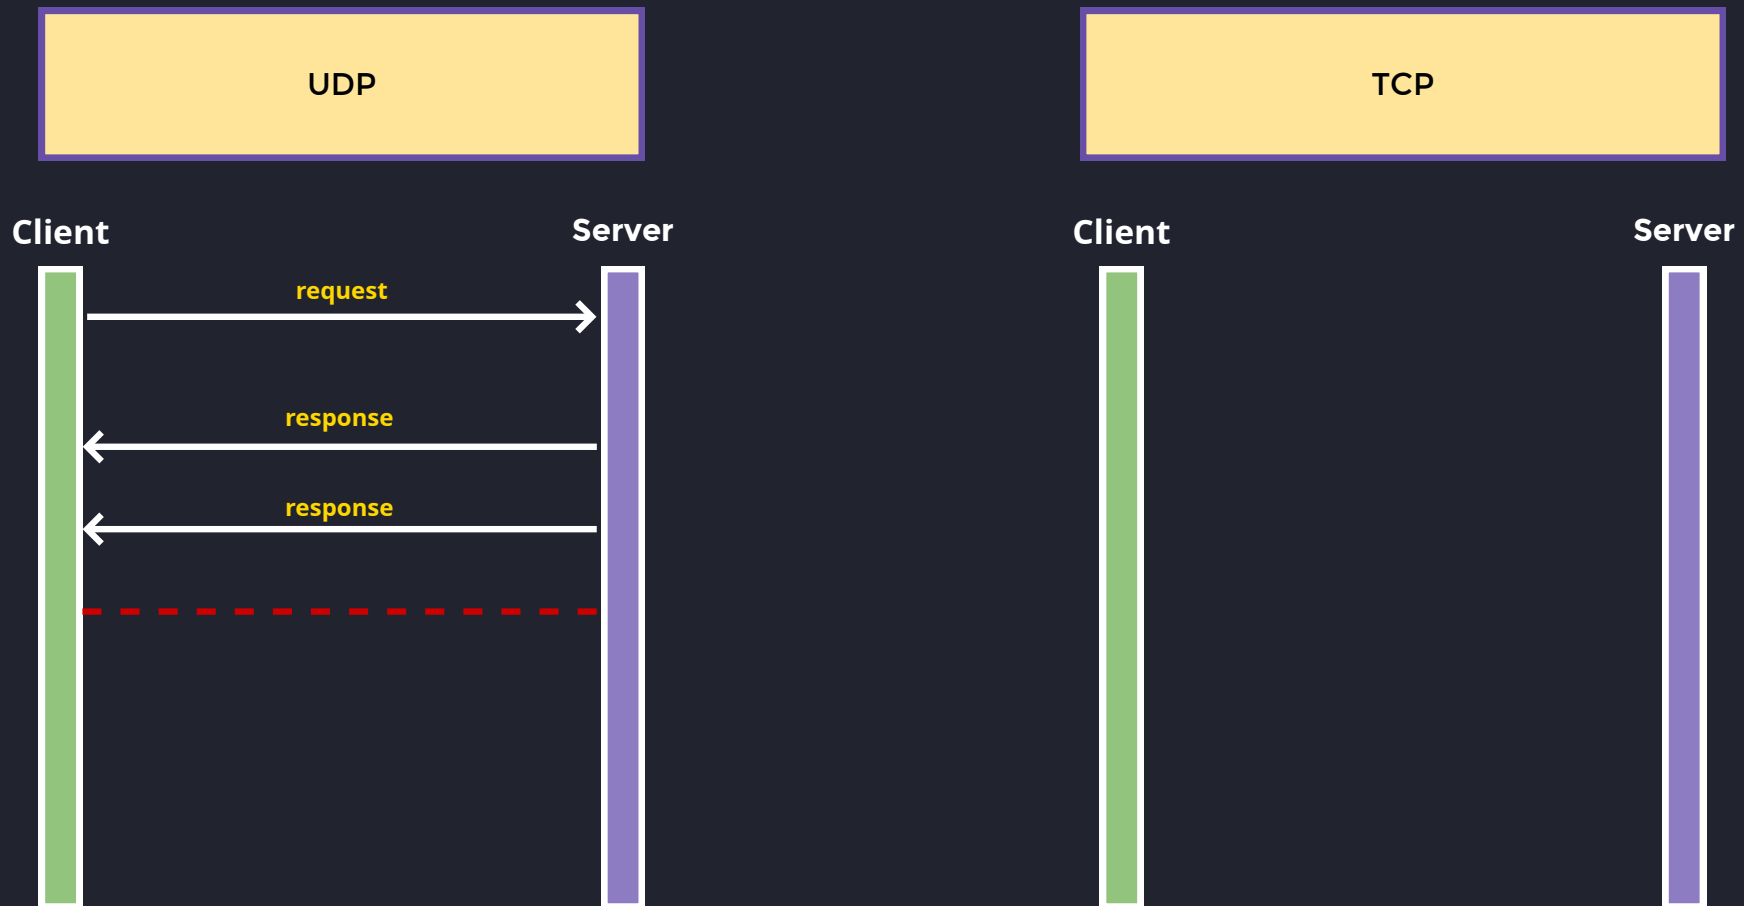 UDP
TCP
Client
Server
Client
Server
request
response
response